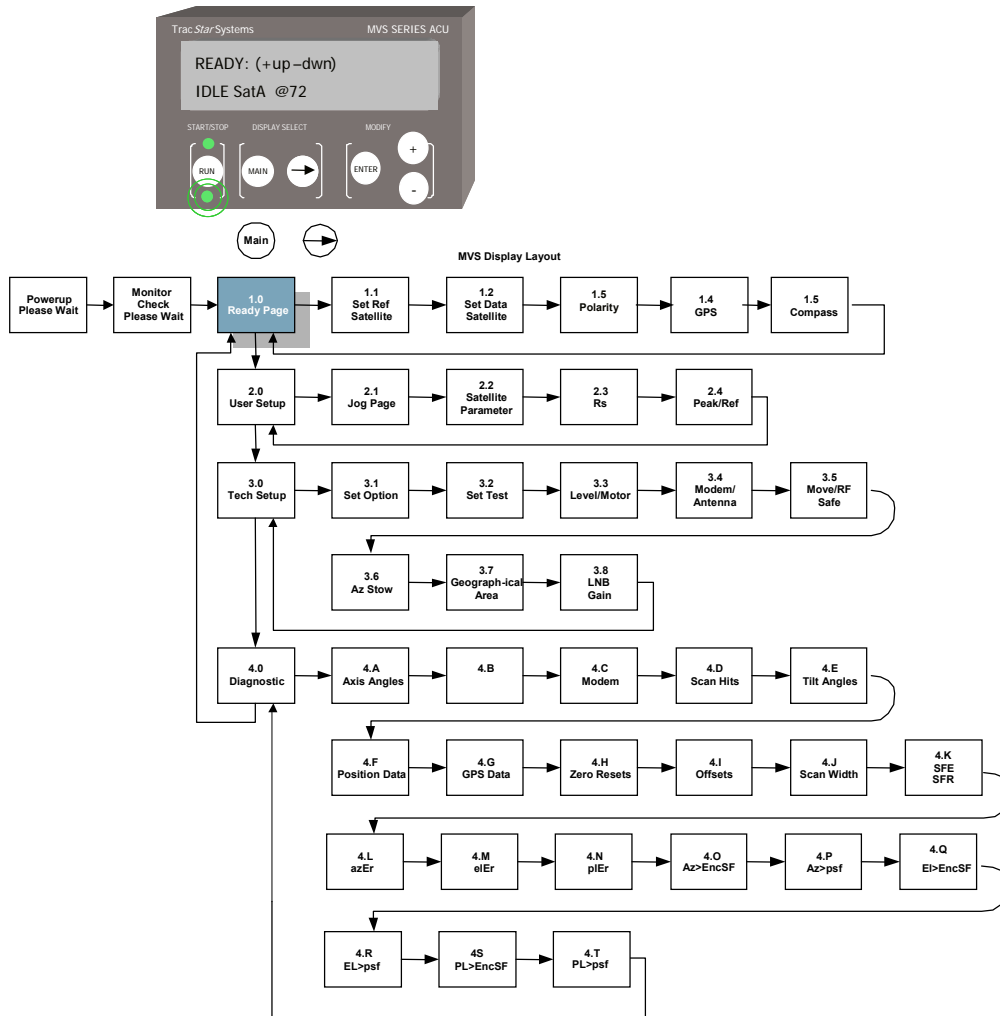 Trac Star Systems MVS SERIES ACU
READY: (+up–dwn)
IDLE SatA @72
START/STOP DISPLAY SELECT MODIFY
RUN MAIN ENTER + -
Main
MVS Display Layout
Powerup
Please Wait
Monitor
Check
Please Wait
1.0
Ready Page
1.1
Set Ref
Satellite
1.2
Set Data
Satellite
1.5
Polarity
1.4
GPS
1.5
Compass
2.0
User Setup
2.1
Jog Page
2.2
Satellite
Parameter
2.3
Rs
2.4
Peak/Ref
3.0
Tech Setup
3.1
Set Option
3.2
Set Test
3.3
Level/Motor
3.4
Modem/
Antenna
3.5
Move/RF
Safe
3.6
Az Stow
3.7
Geograph-ical
Area
3.8
LNB
Gain
4.0
Diagnostic
4.A
Axis Angles
4.B
4.C
Modem
4.D
Scan Hits
4.E
Tilt Angles
4.F
Position Data
4.G
GPS Data
4.H
Zero Resets
4.I
Offsets
4.J
Scan Width
4.K
SFE
SFR
4.L
azEr
4.M
elEr
4.N
plEr
4.O
Az>EncSF
4.P
Az>psf
4.Q
El>EncSF
4.R
EL>psf
4S
PL>EncSF
4.T
PL>psf